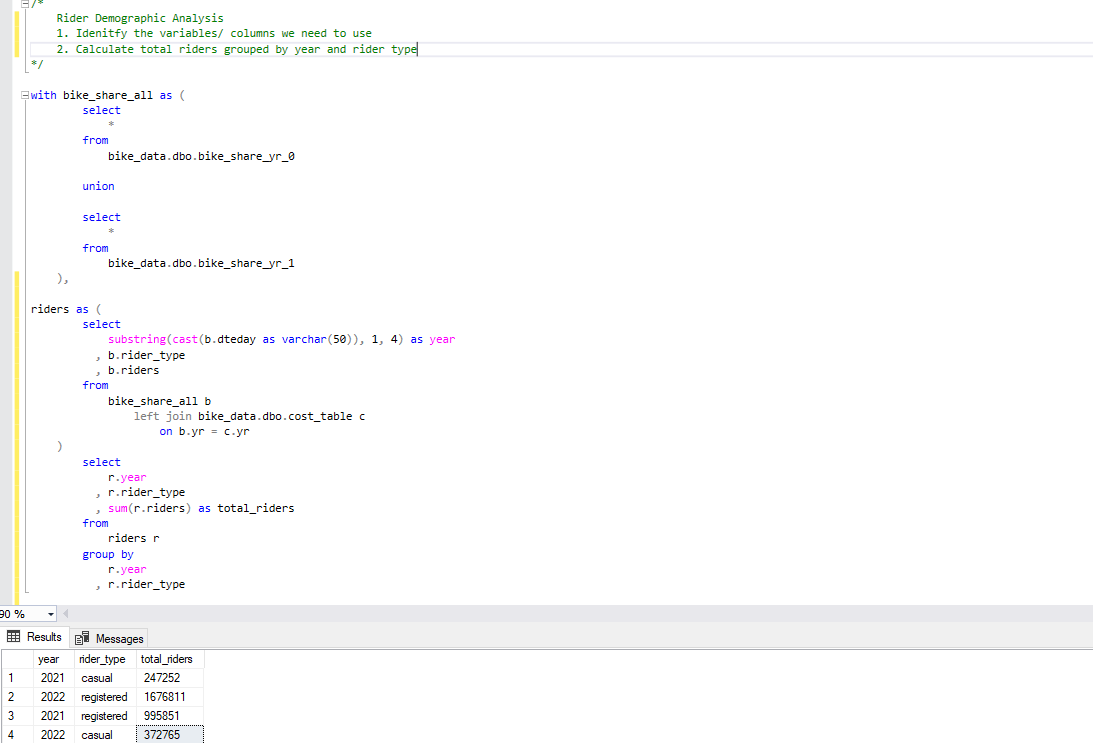 /*
Rider Demographic Analysis
1. Idenitfy the variables/ columns we need to use
2. Calculate total riders grouped by year and rider type
*/
with bike_share_all as (
select
*
from
bike_data.dbo.bike_share_yr_0
union
select
*
from
bike_data.dbo.bike_share_yr_1
),
riders as (
select
substring(cast(b.dteday as varchar(50)), 1, 4) as year
, b.rider_type
, b.riders
from
bike_share_all b
left join bike_data.dbo.cost_table c
on b.yr = c.yr
)
select
r.year
, r.rider_type
, sum(r.riders) as total_riders
from
riders r
group by
r.year
, r.rider_type
90 %
Results Messages
year rider_type total_riders
1 2021 casual 247252
2 2022 registered 1676811
3 2021 registered 995851
4 2022 casual 372765